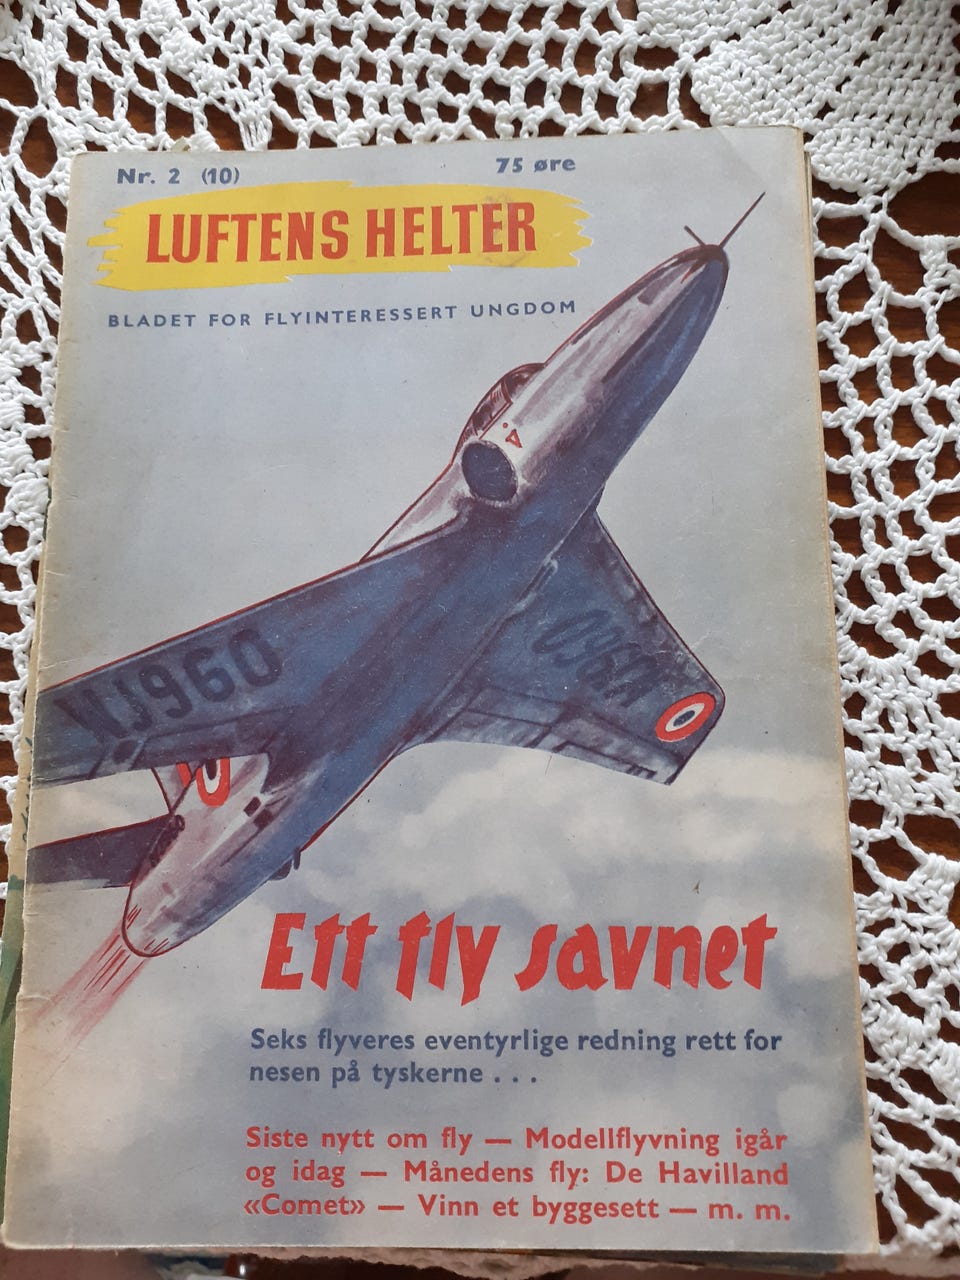 Nr. 2 (10)
75 øre
LUFTENS HELTER
BLADET FOR FLYINTERESSERT UNGDOM
WJ960
WJ960
Ett fly savnet
Seks flyveres eventyrlige redning rett for
nesen på tyskerne . . .
Siste nytt om fly — Modellflyvning igår
og idag — Månedens fly: De Havilland
«Comet» — Vinn et byggesett — m. m.